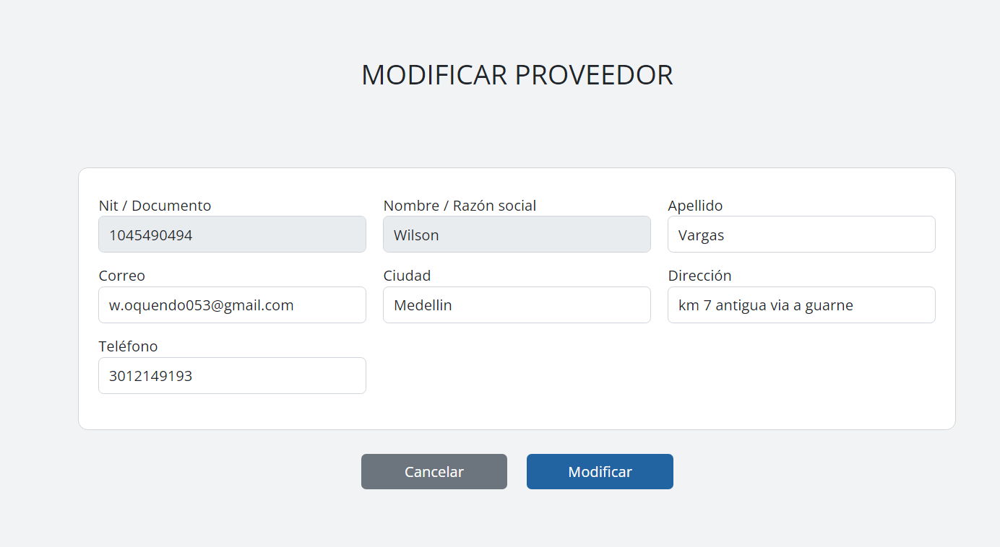 MODIFICAR PROVEEDOR
Nit / Documento
1045490494
Nombre / Razón social
Wilson
Apellido
Vargas
Correo
w.oquendo053@gmail.com
Ciudad
Medellin
Dirección
km 7 antigua via a guarne
Teléfono
3012149193
Cancelar
Modificar